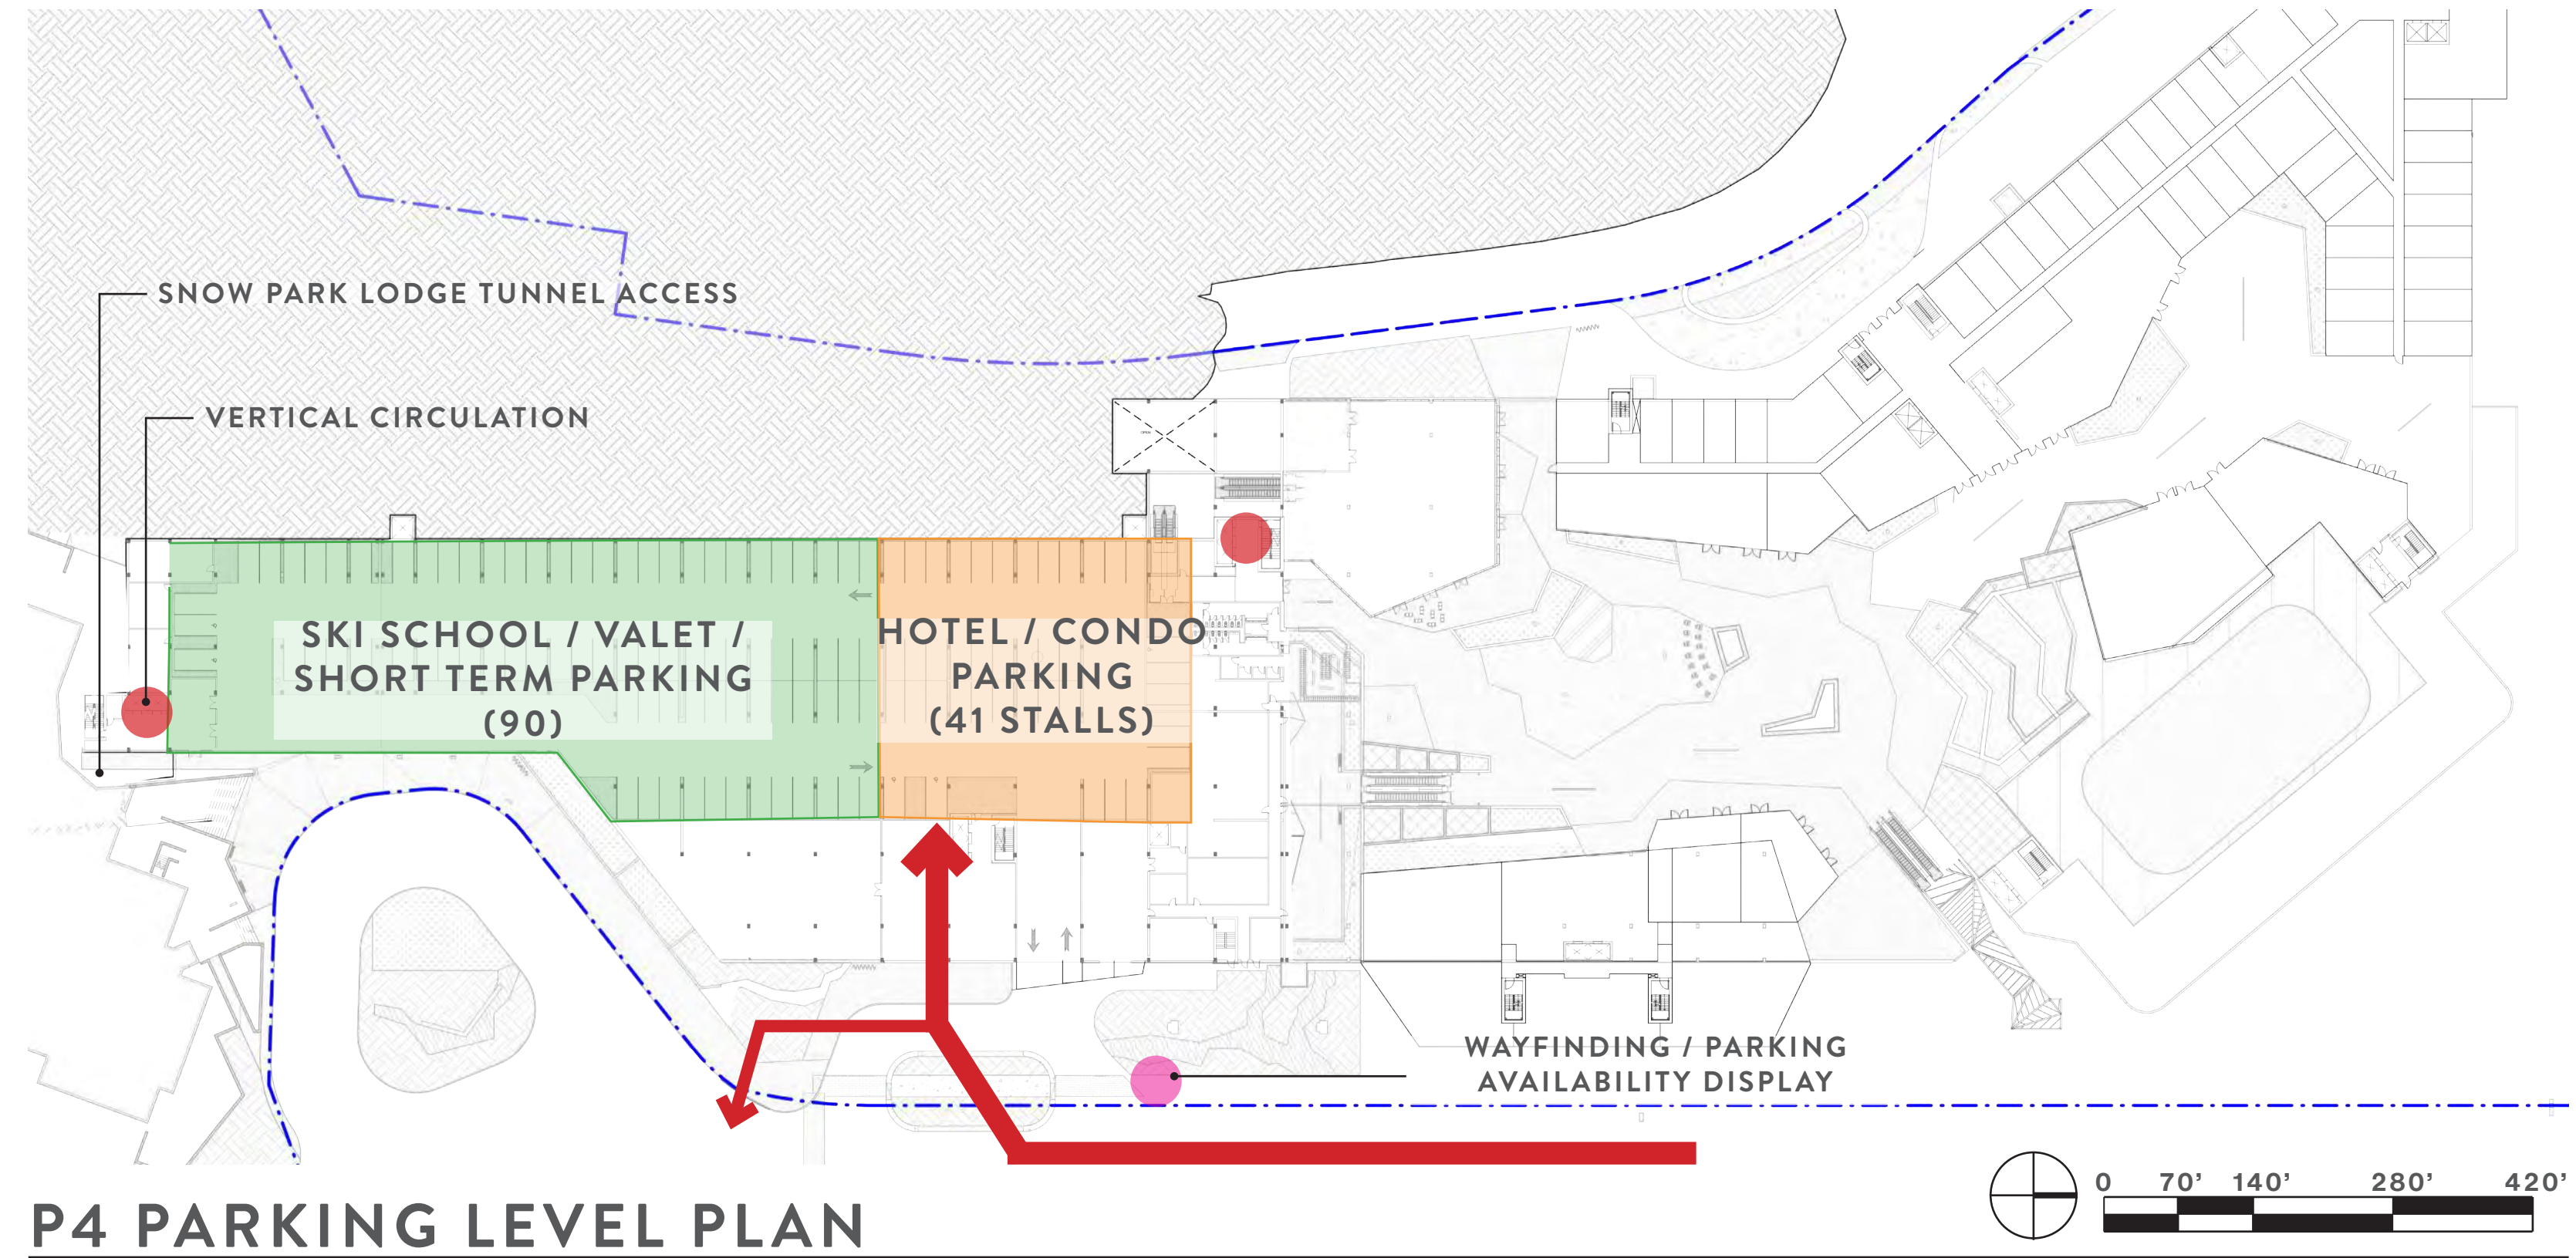 SNOW PARK LODGE TUNNEL ACCESS
VERTICAL CIRCULATION
SKI SCHOOL / VALET /
SHORT TERM PARKING
(90)
HOTEL / CONDO
PARKING
(41 STALLS)
WAYFINDING / PARKING
AVAILABILITY DISPLAY
0 70’ 140’ 280’ 420’
P4 PARKING LEVEL PLAN